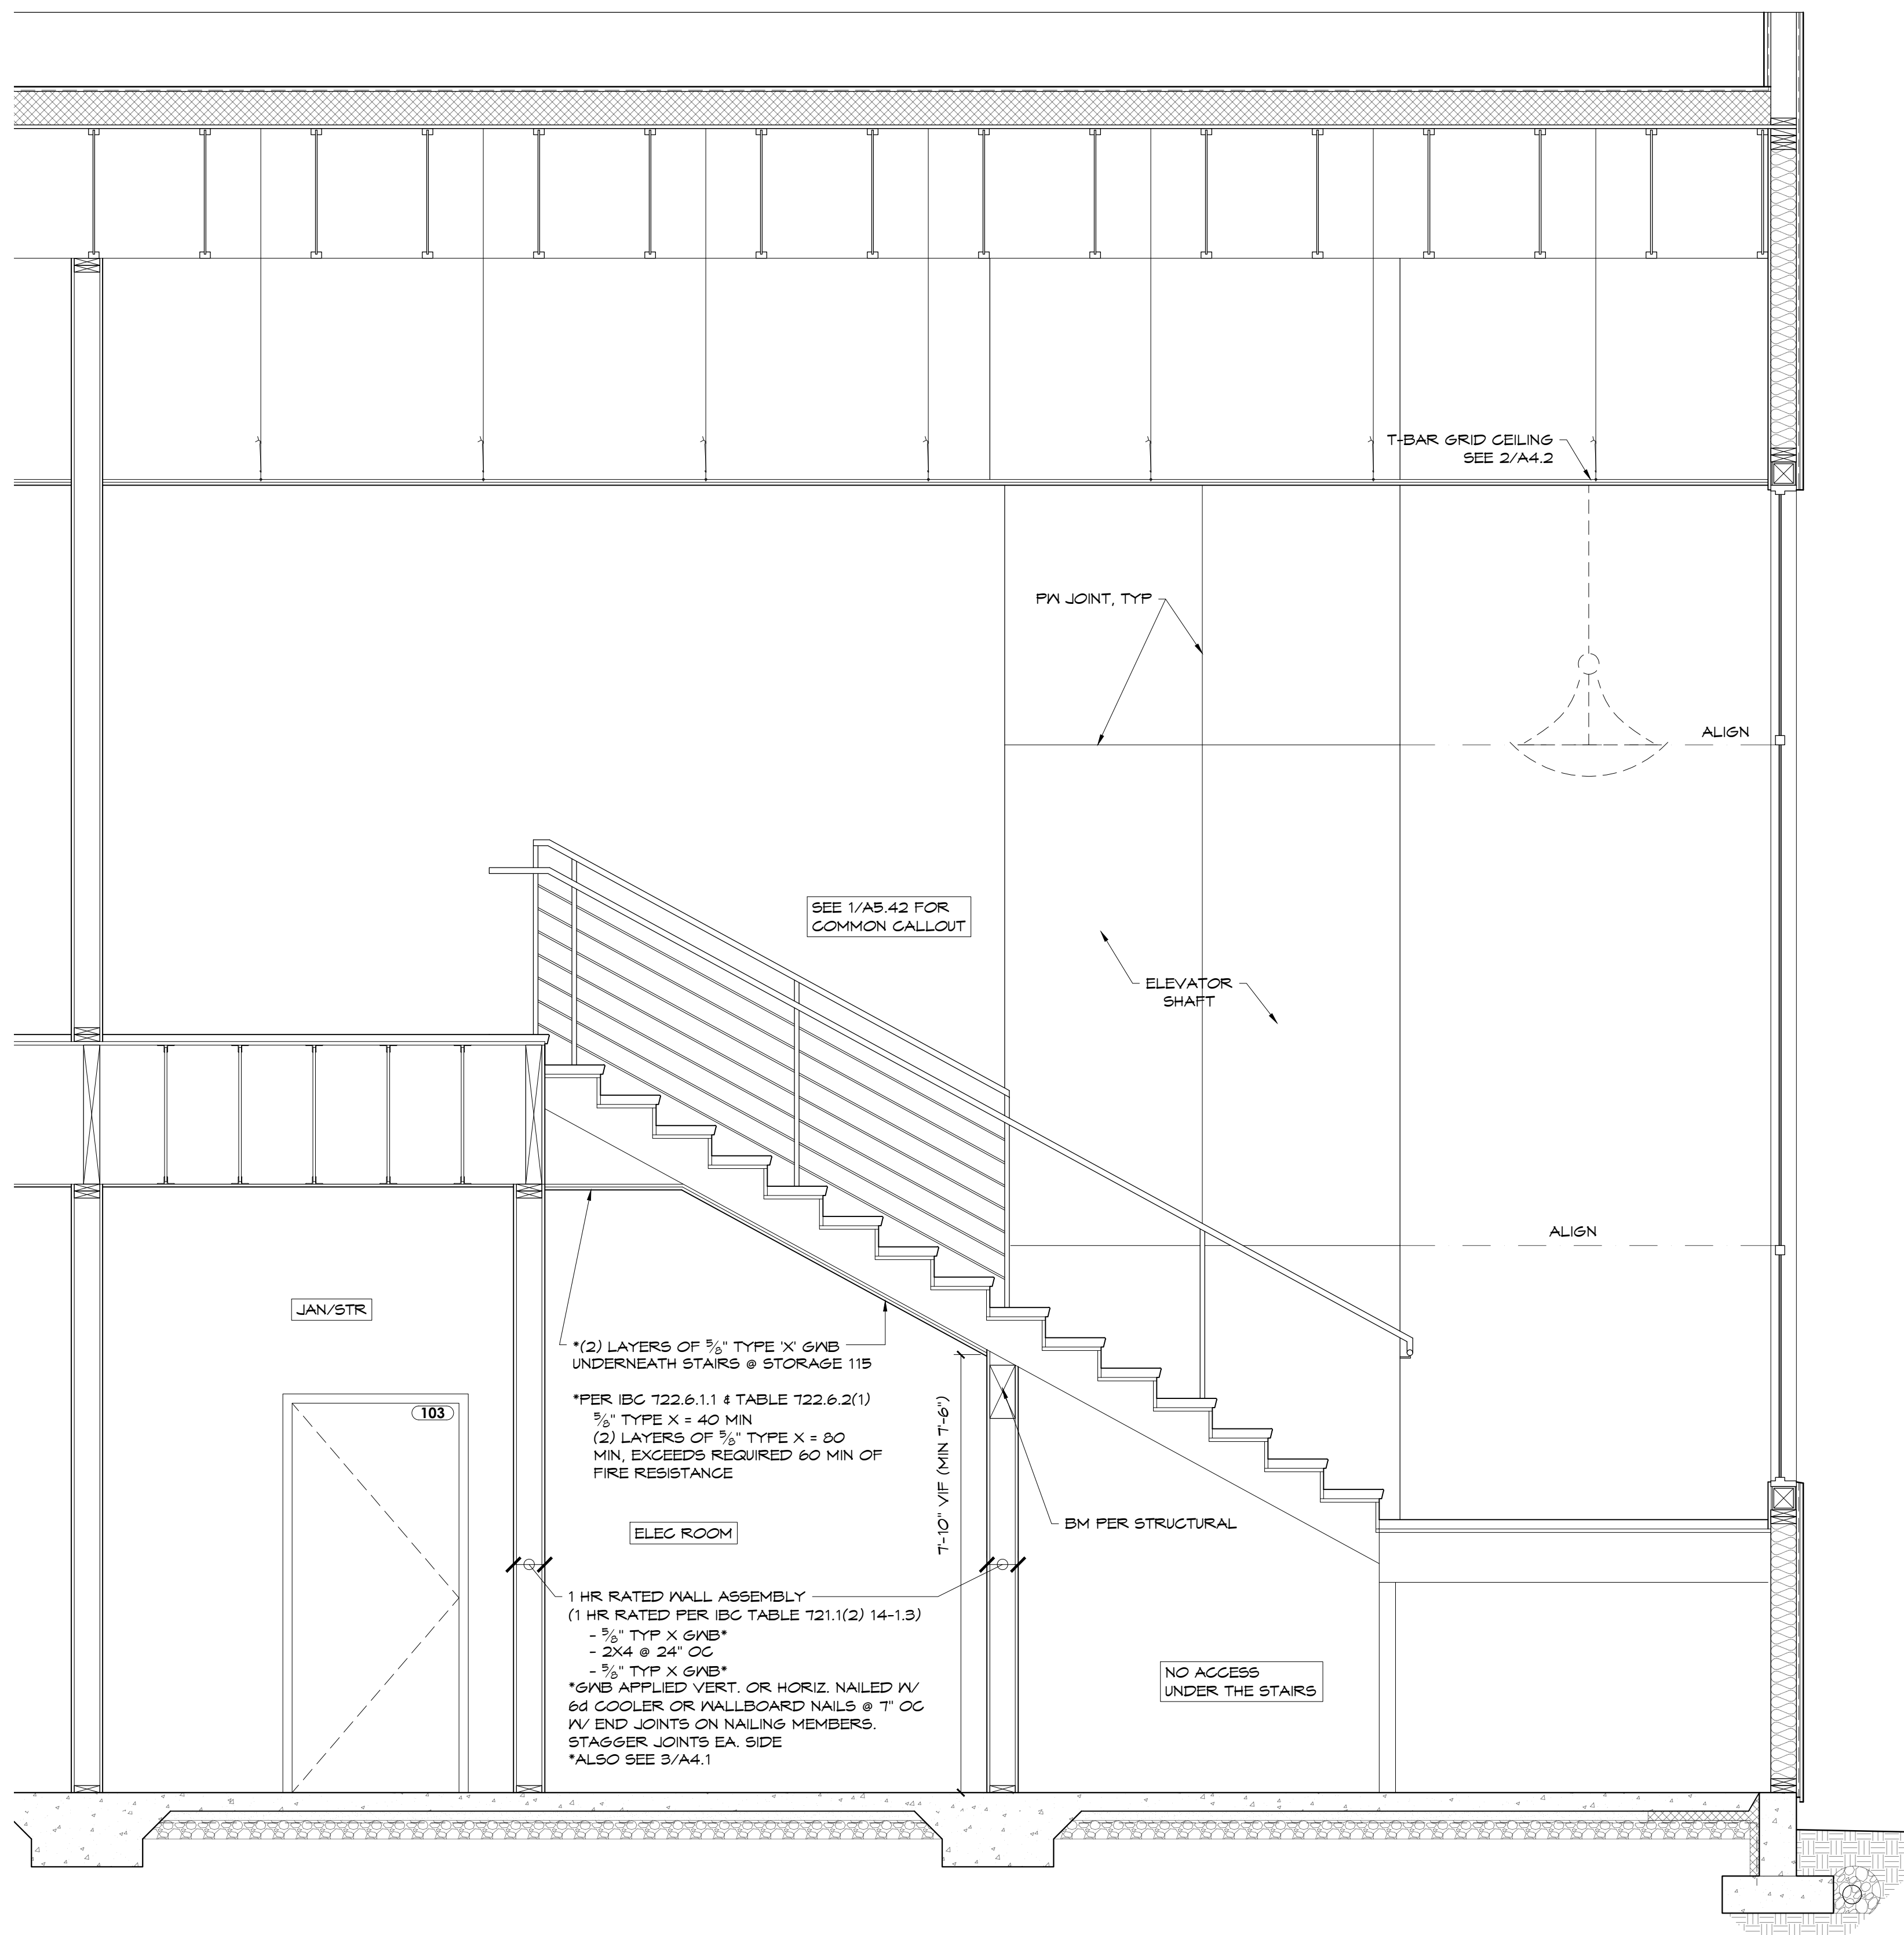 T-BAR GRID CEILING
SEE 2/A4.2
PW JOINT, TYP
ALIGN
SEE 1/A5.42 FOR
COMMON CALLOUT
ELEVATOR
SHAFT
ALIGN
JAN/STR
103
*(2) LAYERS OF 5/8" TYPE 'X' GWB
UNDERNEATH STAIRS @ STORAGE 115
*PER IBC 722.6.1.1 & TABLE 722.6.2(1)
5/8" TYPE X = 40 MIN
(2) LAYERS OF 5/8" TYPE X = 80
MIN, EXCEEDS REQUIRED 60 MIN OF
FIRE RESISTANCE
7'-10" VIF (MIN 7'-6")
BM PER STRUCTURAL
ELEC ROOM
1 HR RATED WALL ASSEMBLY
(1 HR RATED PER IBC TABLE 721.1(2) 14-1.3)
- 5/8" TYP X GWB*
- 2X4 @ 24" OC
- 5/8" TYP X GWB*
*GWB APPLIED VERT. OR HORIZ. NAILED W/
6d COOLER OR WALLBOARD NAILS @ 7" OC
W/ END JOINTS ON NAILING MEMBERS.
STAGGER JOINTS EA. SIDE
*ALSO SEE 3/A4.1
NO ACCESS
UNDER THE STAIRS